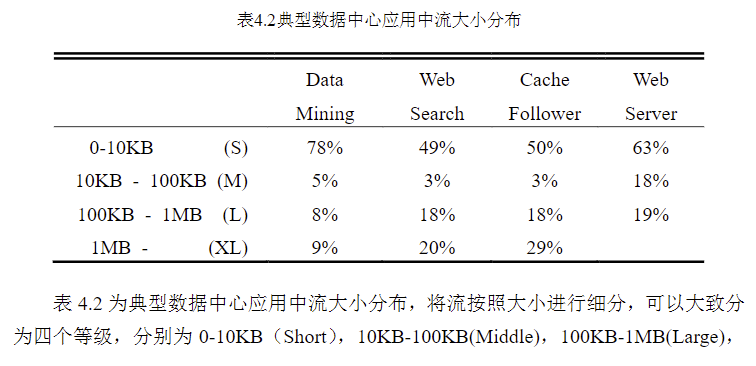 表4.2典型数据中心应用中流大小分布
Data Web Cache Web
Mining Search Follower Server
0-10KB (S) 78% 49% 50% 63%
10KB - 100KB (M) 5% 3% 3% 18%
100KB - 1MB (L) 8% 18% 18% 19%
1MB - (XL) 9% 20% 29%
表 4.2 为典型数据中心应用中流大小分布，将流按照大小进行细分，可以大致分
为四个等级，分别为 0-10KB（Short），10KB-100KB(Middle)，100KB-1MB(Large)，